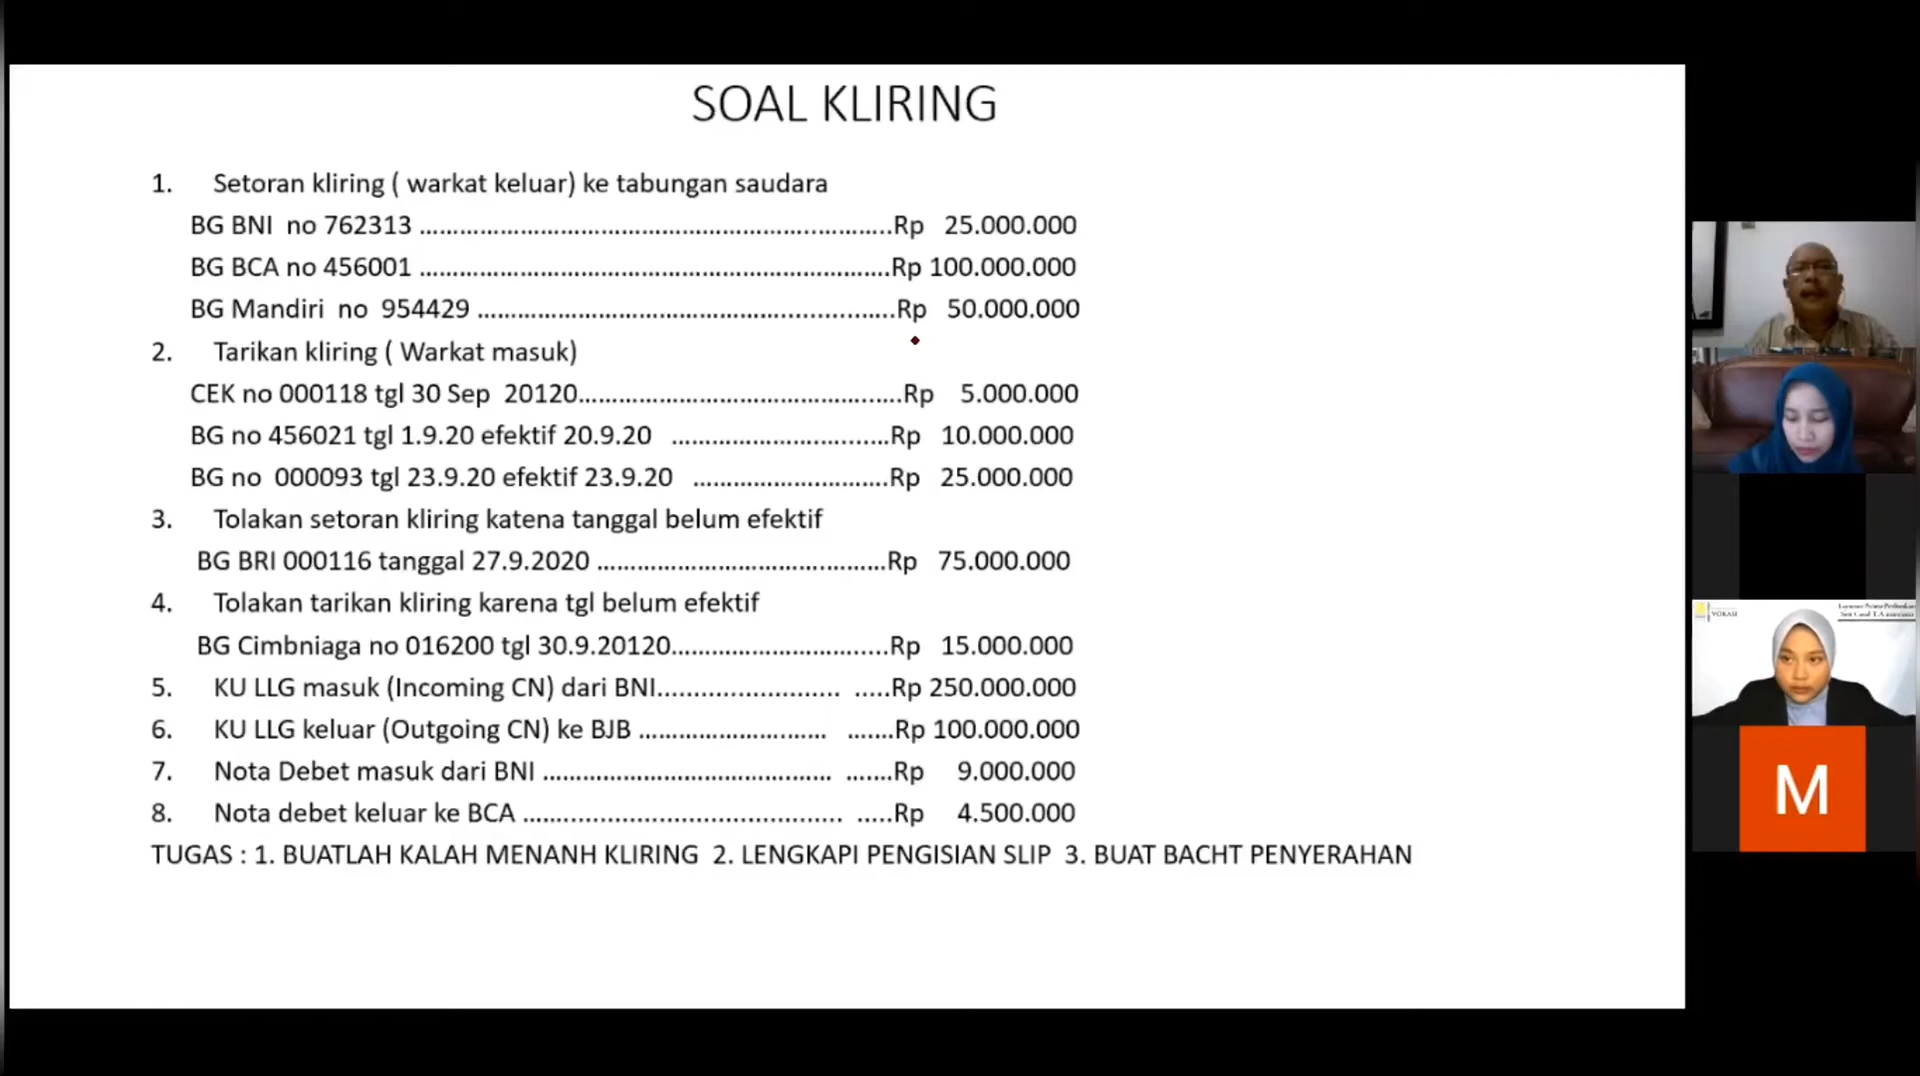 SOAL KLIRING
1. Setoran kliring ( warkat keluar) ke tabungan saudara
BG BNI no 762313 ............................................................Rp 25.000.000
BG BCA no 456001 ............................................................Rp 100.000.000
BG Mandiri no 954429 ......................................................Rp 50.000.000
2. Tarikan kliring ( Warkat masuk)
CEK no 000118 tgl 30 Sep 20120..........................................Rp 5.000.000
BG no 456021 tgl 1.9.20 efektif 20.9.20 ............................Rp 10.000.000
BG no 000093 tgl 23.9.20 efektif 23.9.20 .........................Rp 25.000.000
3. Tolakan setoran kliring katena tanggal belum efektif
BG BRI 000116 tanggal 27.9.2020 .....................................Rp 75.000.000
4. Tolakan tarikan kliring karena tgl belum efektif
BG Cimbniaga no 016200 tgl 30.9.20120............................Rp 15.000.000
5. KU LLG masuk (Incoming CN) dari BNI......................... .....Rp 250.000.000
6. KU LLG keluar (Outgoing CN) ke BJB ........................... .......Rp 100.000.000
7. Nota Debet masuk dari BNI ....................................... .......Rp 9.000.000
8. Nota debet keluar ke BCA ........................................... .....Rp 4.500.000
TUGAS : 1. BUATLAH KALAH MENANH KLIRING 2. LENGKAPI PENGISIAN SLIP 3. BUAT BACHT PENYERAHAN
VOKASI
M